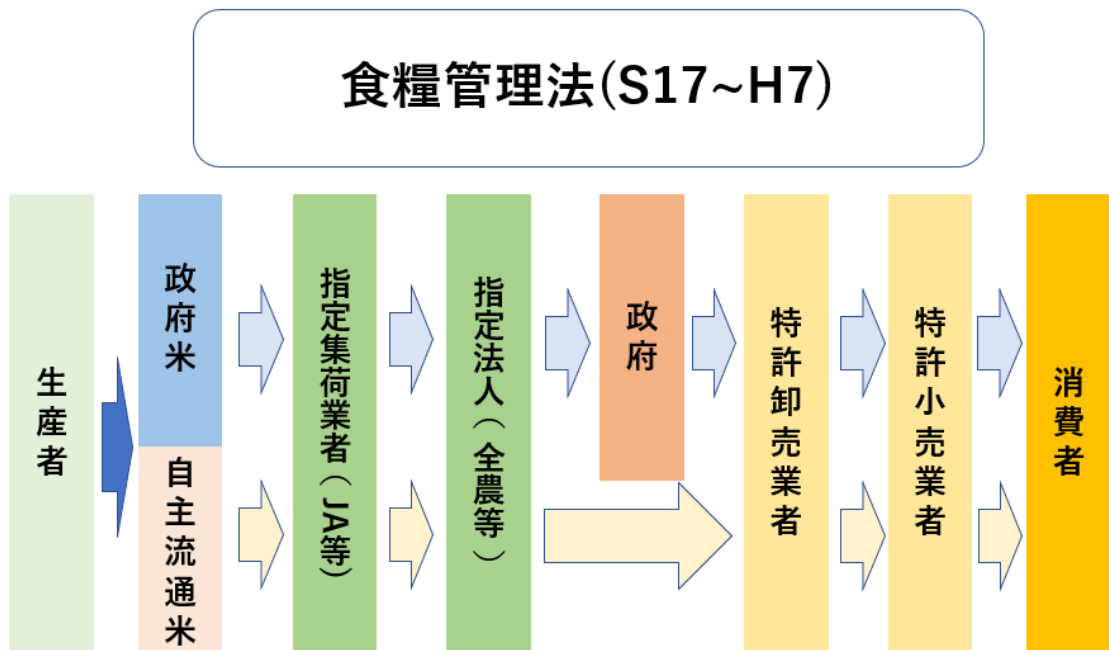 食糧管理法(S17~H7)
生産者
政府米
自主流通米
指定集荷業者（JA等）
指定法人（全農等）
政府
特許卸売業者
特許小売業者
消費者